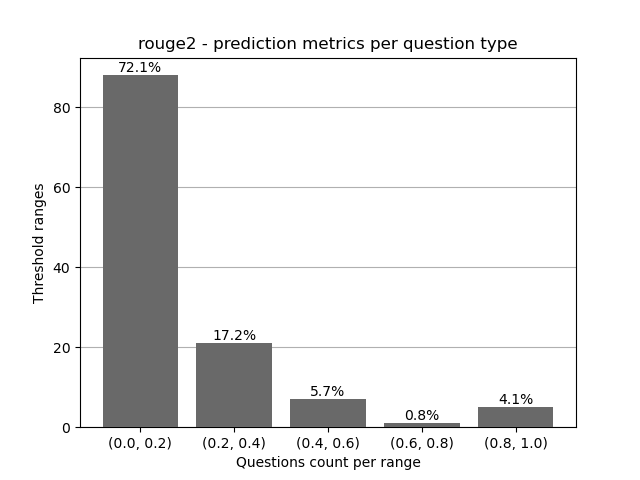 rouge2 - prediction metrics per question type
72.1%
17.2%
5.7%
0.8%
4.1%
80
60
40
20
0
Threshold ranges
(0.0, 0.2) (0.2, 0.4) (0.4, 0.6) (0.6, 0.8) (0.8, 1.0)
Questions count per range